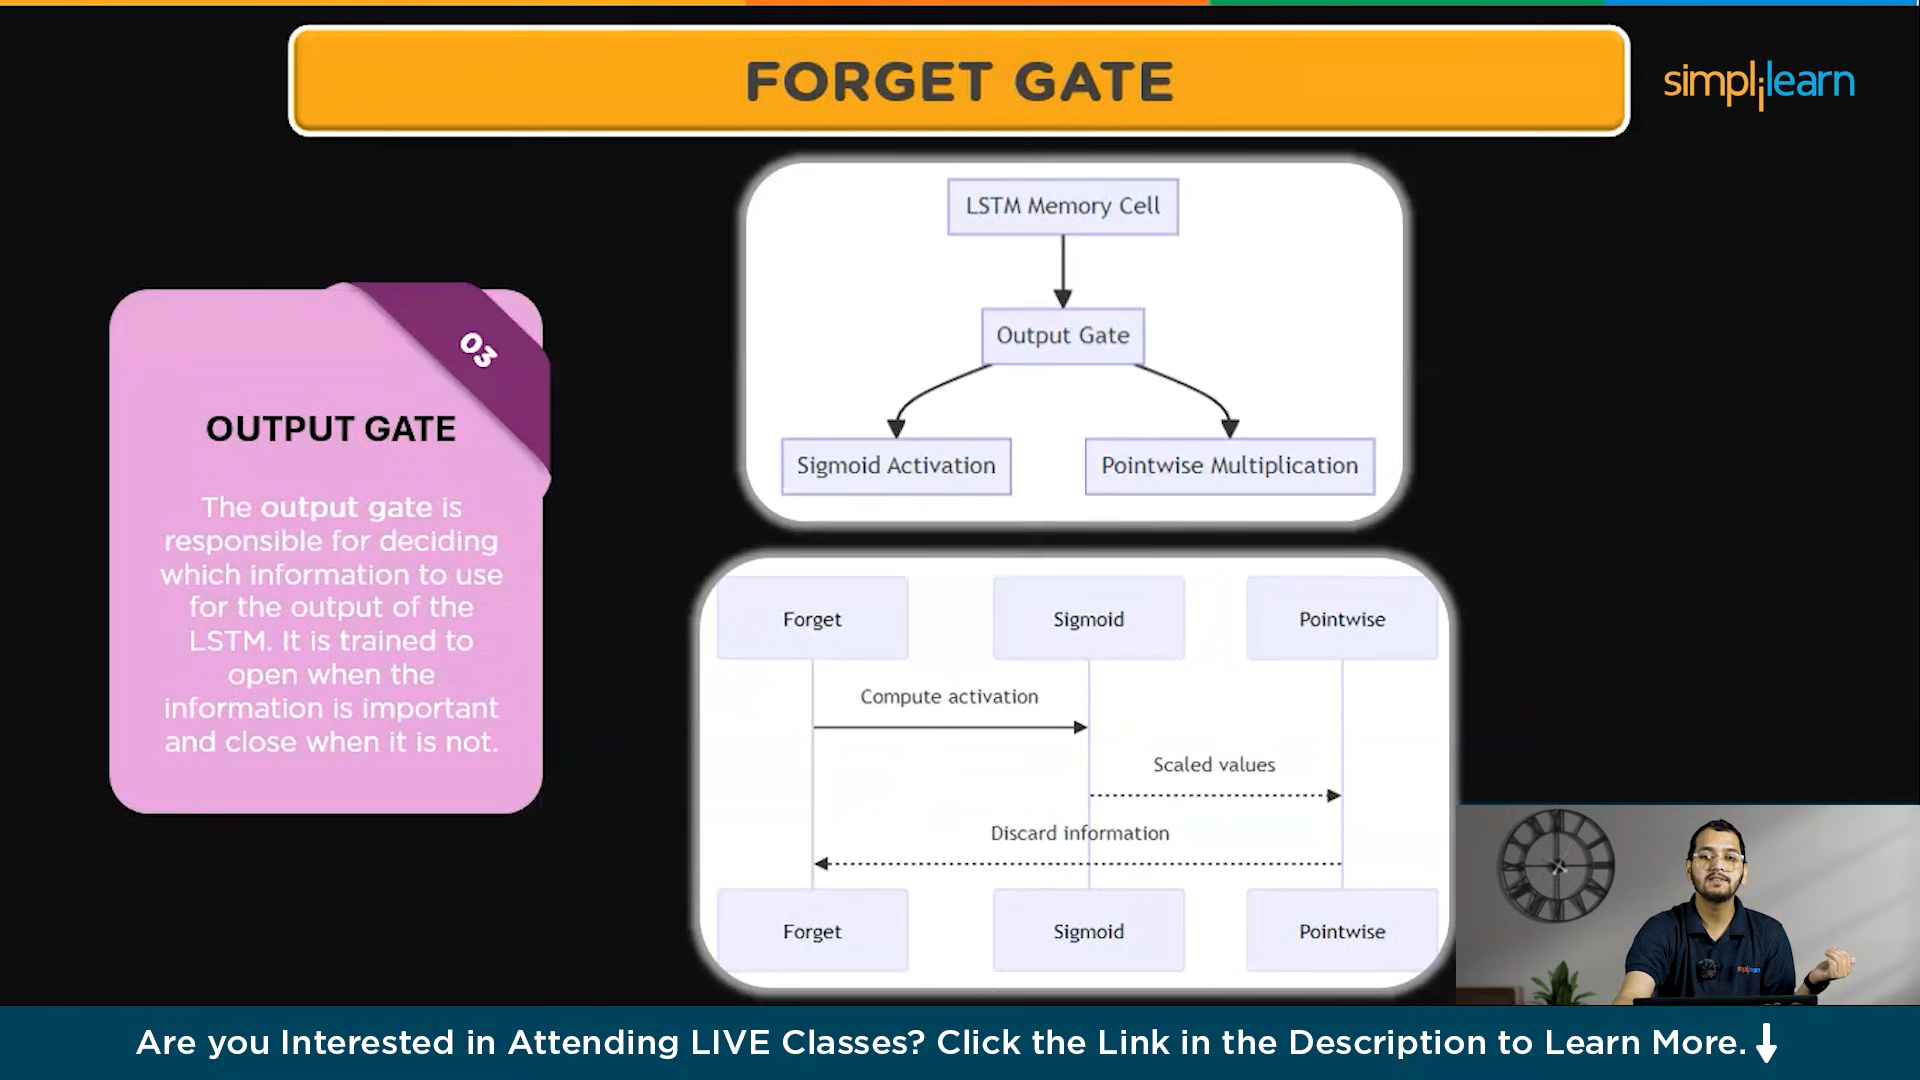 FORGET GATE
simplilearn
LSTM Memory Cell
Output Gate
Sigmoid Activation
Pointwise Multiplication
03
OUTPUT GATE
The output gate is
responsible for deciding
which information to use
for the output of the
LSTM. It is trained to
open when the
information is important
and close when it is not.
Forget
Sigmoid
Pointwise
Compute activation
Scaled values
Discard information
Forget
Sigmoid
Pointwise
simplilearn
Are you Interested in Attending LIVE Classes? Click the Link in the Description to Learn More.